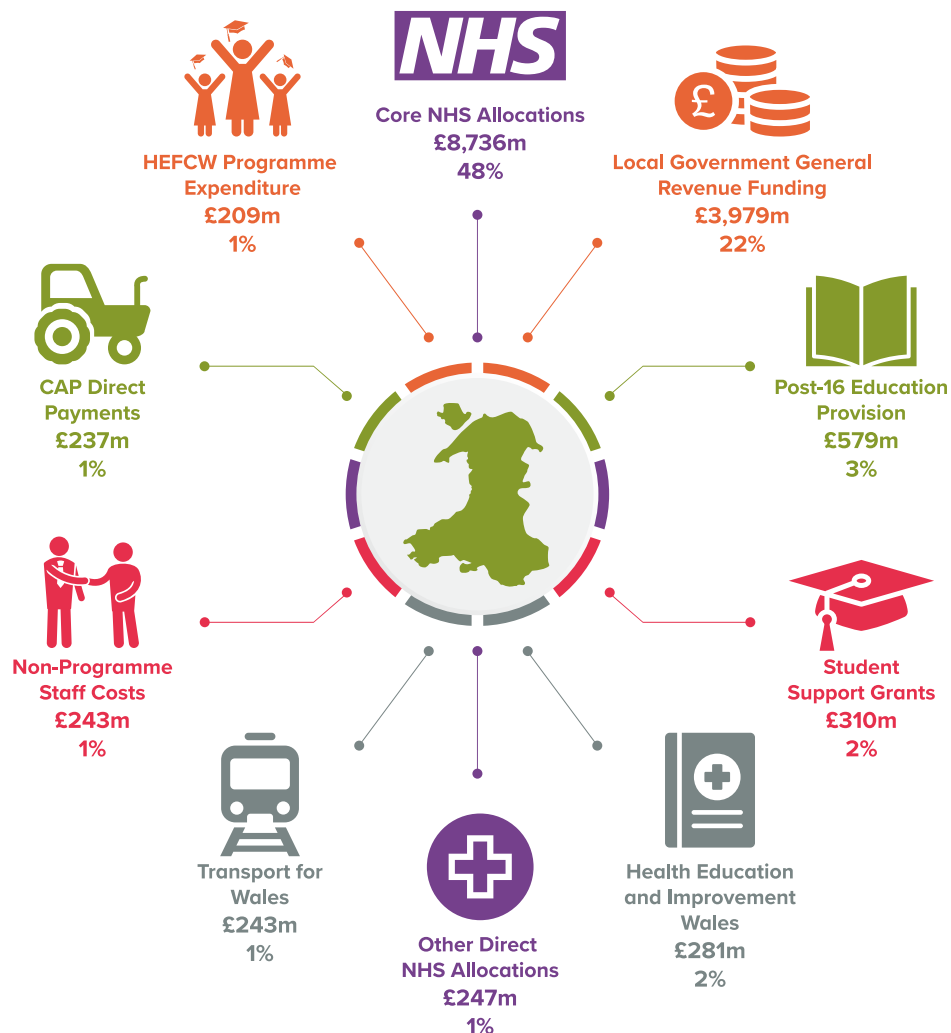 NHS
Core NHS Allocations
£8,736m
48%
Local Government General
Revenue Funding
£3,979m
22%
Post-16 Education
Provision
£579m
3%
Student
Support Grants
£310m
2%
Health Education
and Improvement
Wales
£281m
2%
Other Direct
NHS Allocations
£247m
1%
Transport for
Wales
£243m
1%
Non-Programme
Staff Costs
£243m
1%
CAP Direct
Payments
£237m
1%
HEFCW Programme
Expenditure
£209m
1%
£